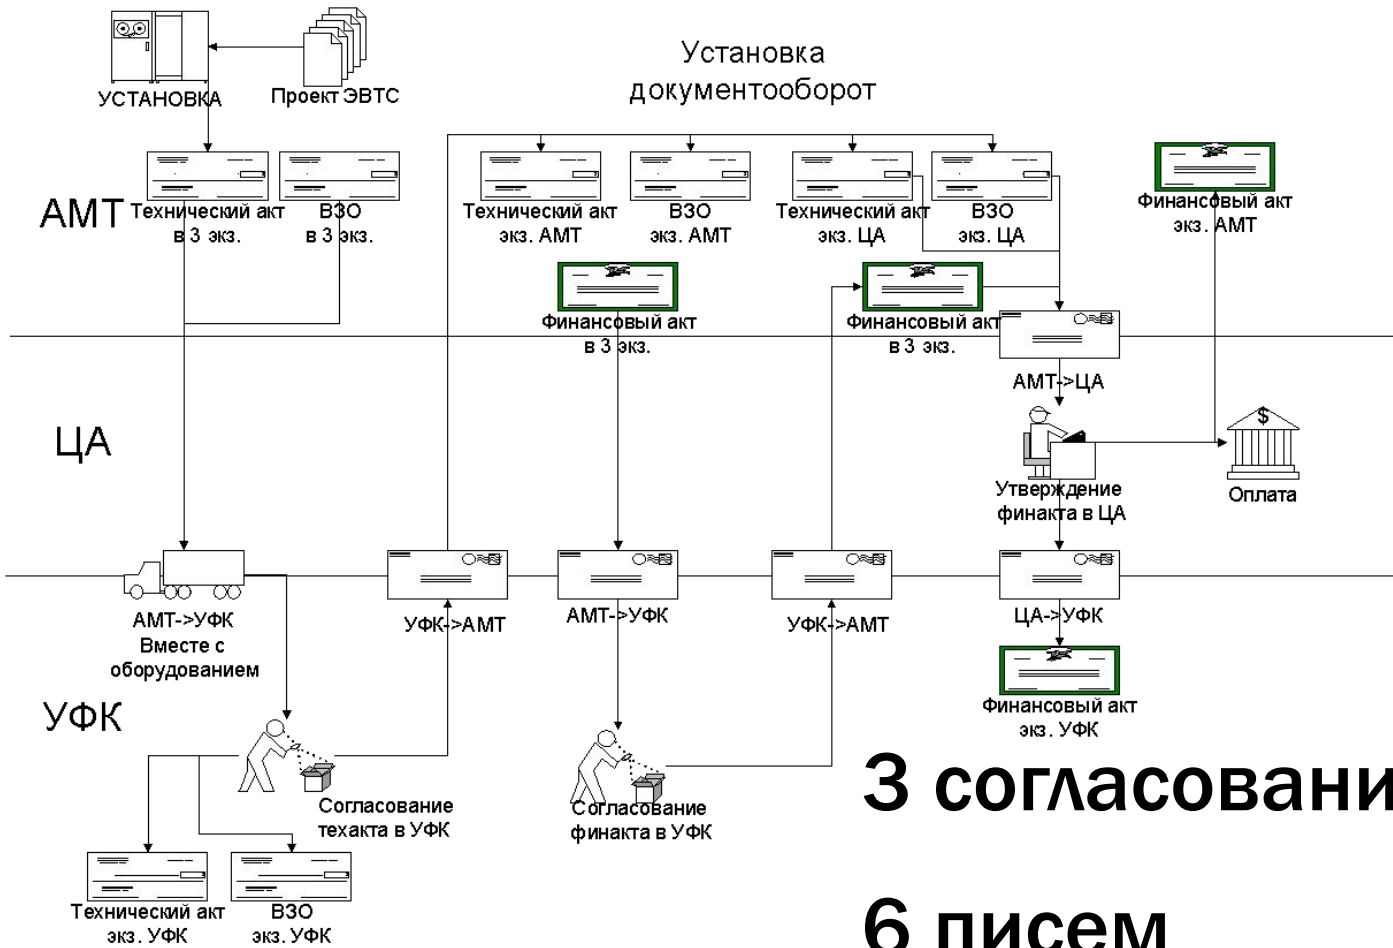 Установка
документооборот
УСТАНОВКА
Проект ЭВТС
АМТ
Технический акт
в 3 экз.
ВЗО
в 3 экз.
Технический акт
экз. АМТ
ВЗО
экз. АМТ
Технический акт
экз. ЦА
ВЗО
экз. ЦА
Финансовый акт
экз. АМТ
Финансовый акт
в 3 экз.
Финансовый акт
в 3 экз.
АМТ->ЦА
ЦА
$
Утверждение
финакта в ЦА
Оплата
АМТ->УФК
Вместе с
оборудованием
УФК->АМТ
АМТ->УФК
УФК->АМТ
ЦА->УФК
Финансовый акт
экз. УФК
УФК
Согласование
техакта в УФК
Согласование
финакта в УФК
Технический акт
экз. УФК
ВЗО
экз. УФК
3 согласовани
6 писем